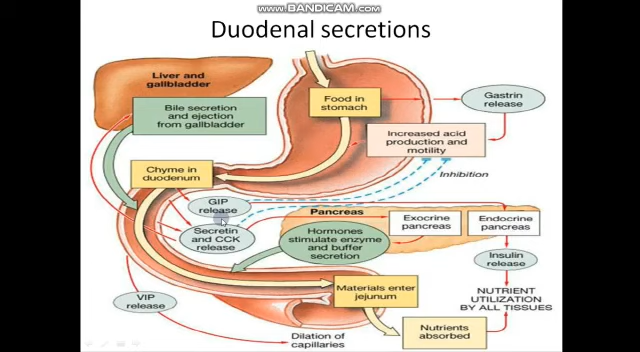 www.BANDICAM.com
Duodenal secretions
Liver and
gallbladder
Bile secretion
and ejection
from gallbladder
Food in
stomach
Gastrin
release
Increased acid
production and
motility
Inhibition
Chyme in
duodenum
GIP
release
Secretin
and CCK
release
Pancreas
Hormones
stimulate enzyme
and buffer
secretion
Exocrine
pancreas
Endocrine
pancreas
Insulin
release
NUTRIENT
UTILIZATION
BY ALL TISSUES
Materials enter
jejunum
Nutrients
absorbed
VIP
release
Dilation of
capillaries